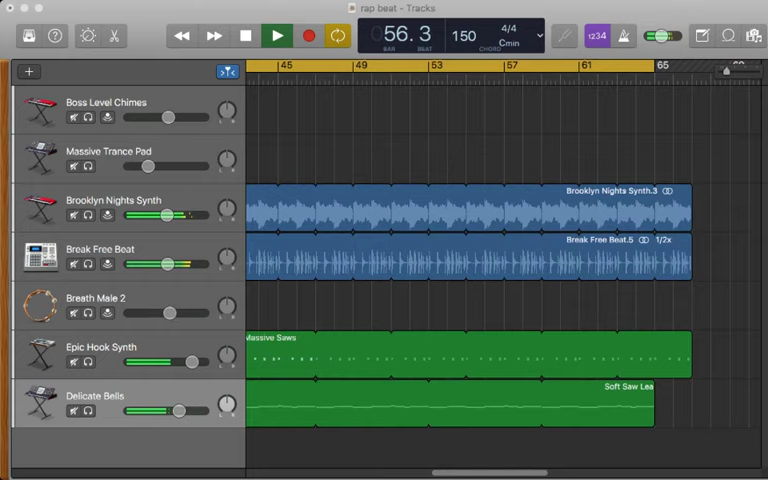 rap beat - Tracks
1234
056.3
BAR
BEAT
150
4/4
Cmin
CHORD
45
49
53
57
61
65
Boss Level Chimes
L R
Massive Trance Pad
L R
Brooklyn Nights Synth
L R
Brooklyn Nights Synth.3
Break Free Beat
L R
Break Free Beat.5
1/2x
Breath Male 2
L R
Epic Hook Synth
L R
Massive Saws
Delicate Bells
L R
Soft Saw Lea